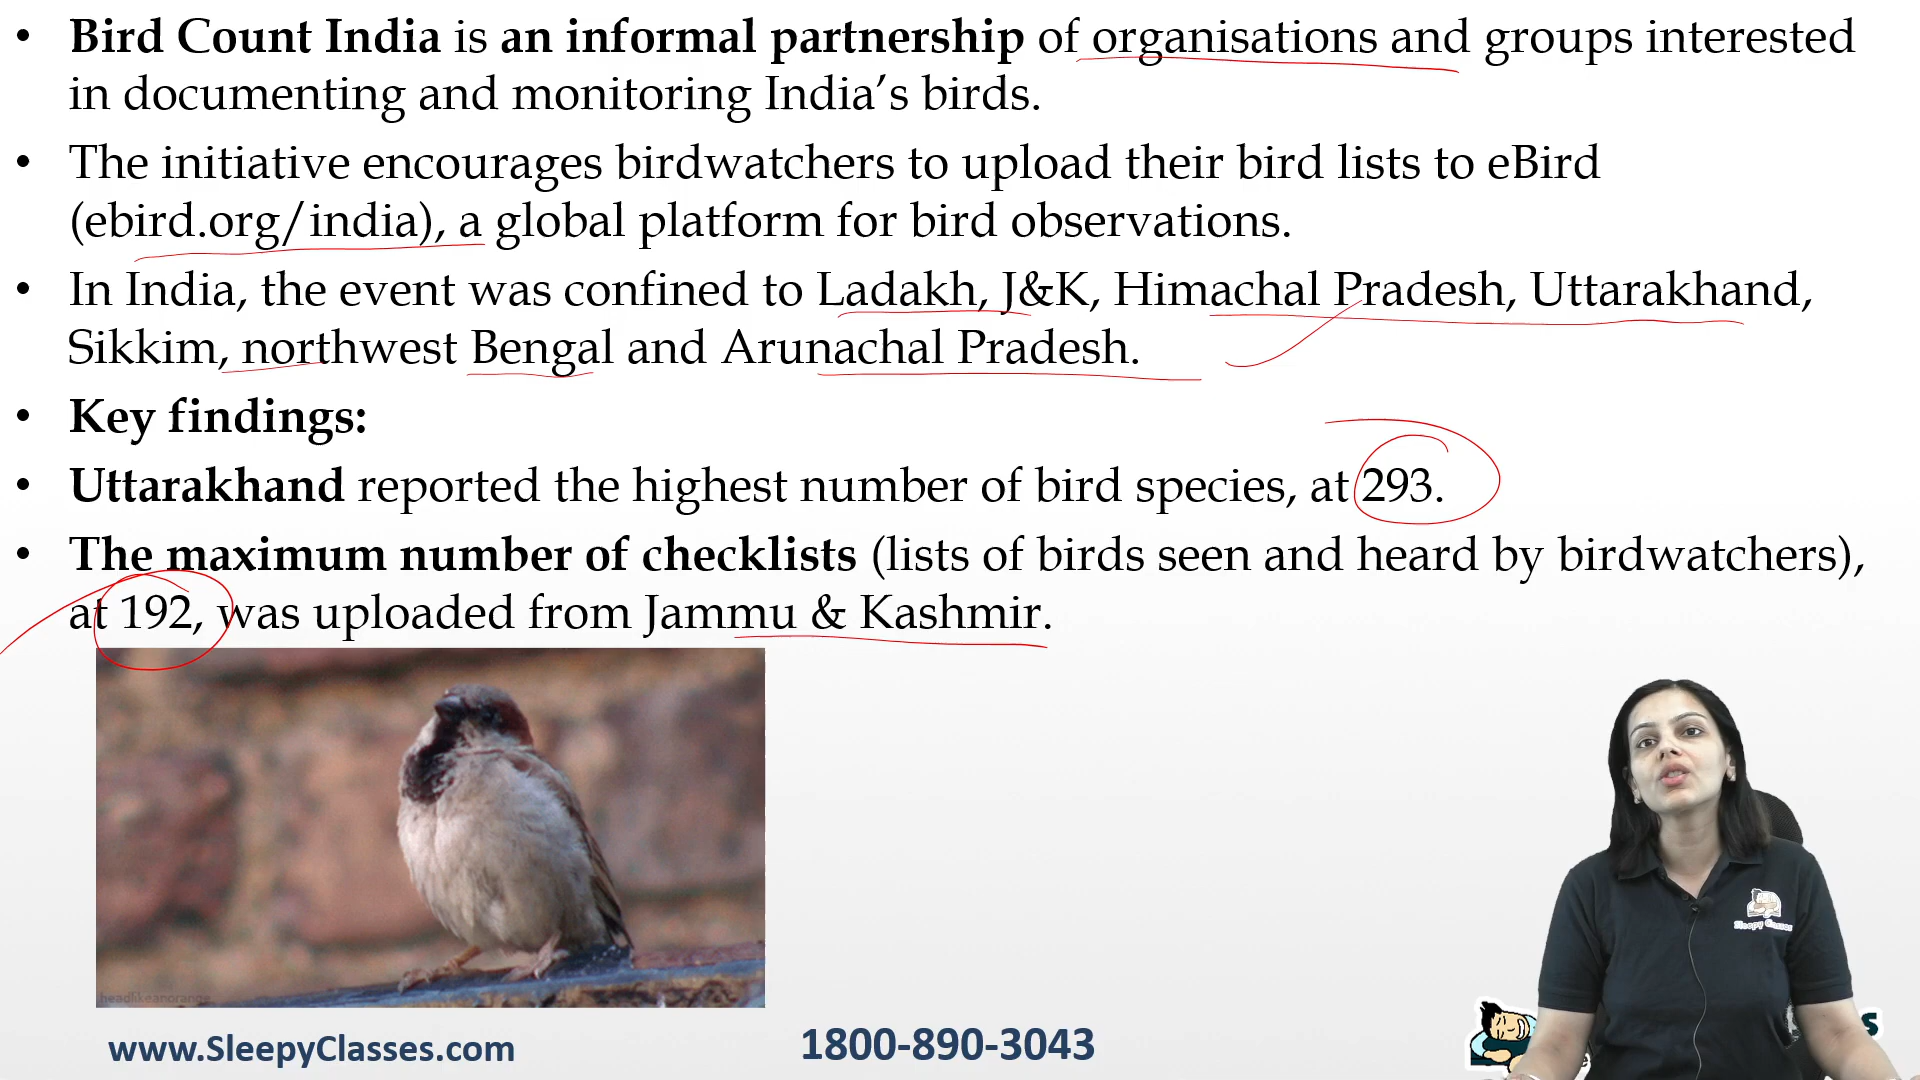 • Bird Count India is an informal partnership of organisations and groups interested
in documenting and monitoring India’s birds.
• The initiative encourages birdwatchers to upload their bird lists to eBird
(ebird.org/india), a global platform for bird observations.
• In India, the event was confined to Ladakh, J&K, Himachal Pradesh, Uttarakhand,
Sikkim, northwest Bengal and Arunachal Pradesh.
• Key findings:
• Uttarakhand reported the highest number of bird species, at 293.
• The maximum number of checklists (lists of birds seen and heard by birdwatchers),
at 192, was uploaded from Jammu & Kashmir.
headlikeanorange
Sleepy Classes
www.SleepyClasses.com
1800-890-3043